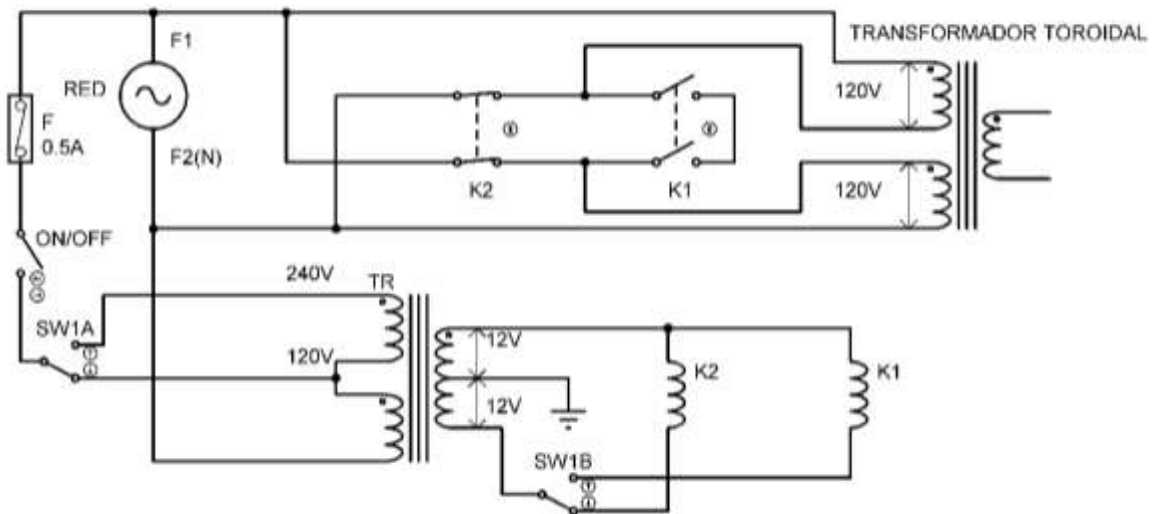 TRANSFORMADOR TOROIDAL
F1
RED
F2(N)
F
0.5A
120V
120V
K2
K1
ON/OFF
240V
TR
SW1A
120V
12V
12V
K2
K1
SW1B